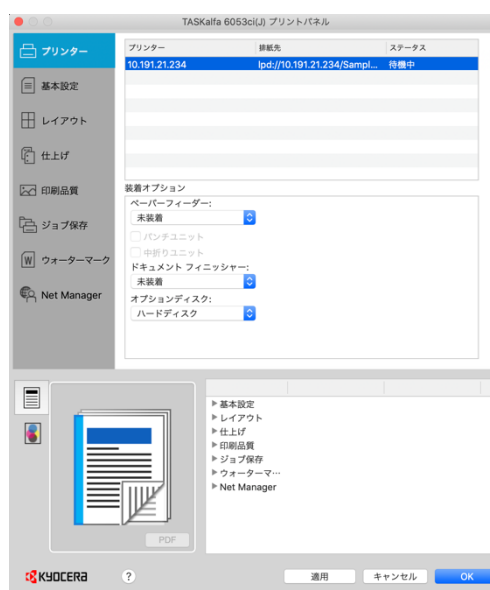 TASKalfa 6053ci(J) プリントパネル
プリンター
基本設定
レイアウト
仕上げ
印刷品質
ジョブ保存
ウォーターマーク
Net Manager
プリンター 排紙先 ステータス
10.191.21.234 lpd://10.191.21.234/Sampl... 待機中
装着オプション
ペーパーフィーダー:
未装着
パンチユニット
中折りユニット
ドキュメント フィニッシャー:
未装着
オプションディスク:
ハードディスク
▶ 基本設定
▶ レイアウト
▶ 仕上げ
▶ 印刷品質
▶ ジョブ保存
▶ ウォーターマ…
▶ Net Manager
PDF
KYOCERA ? 適用 キャンセル OK